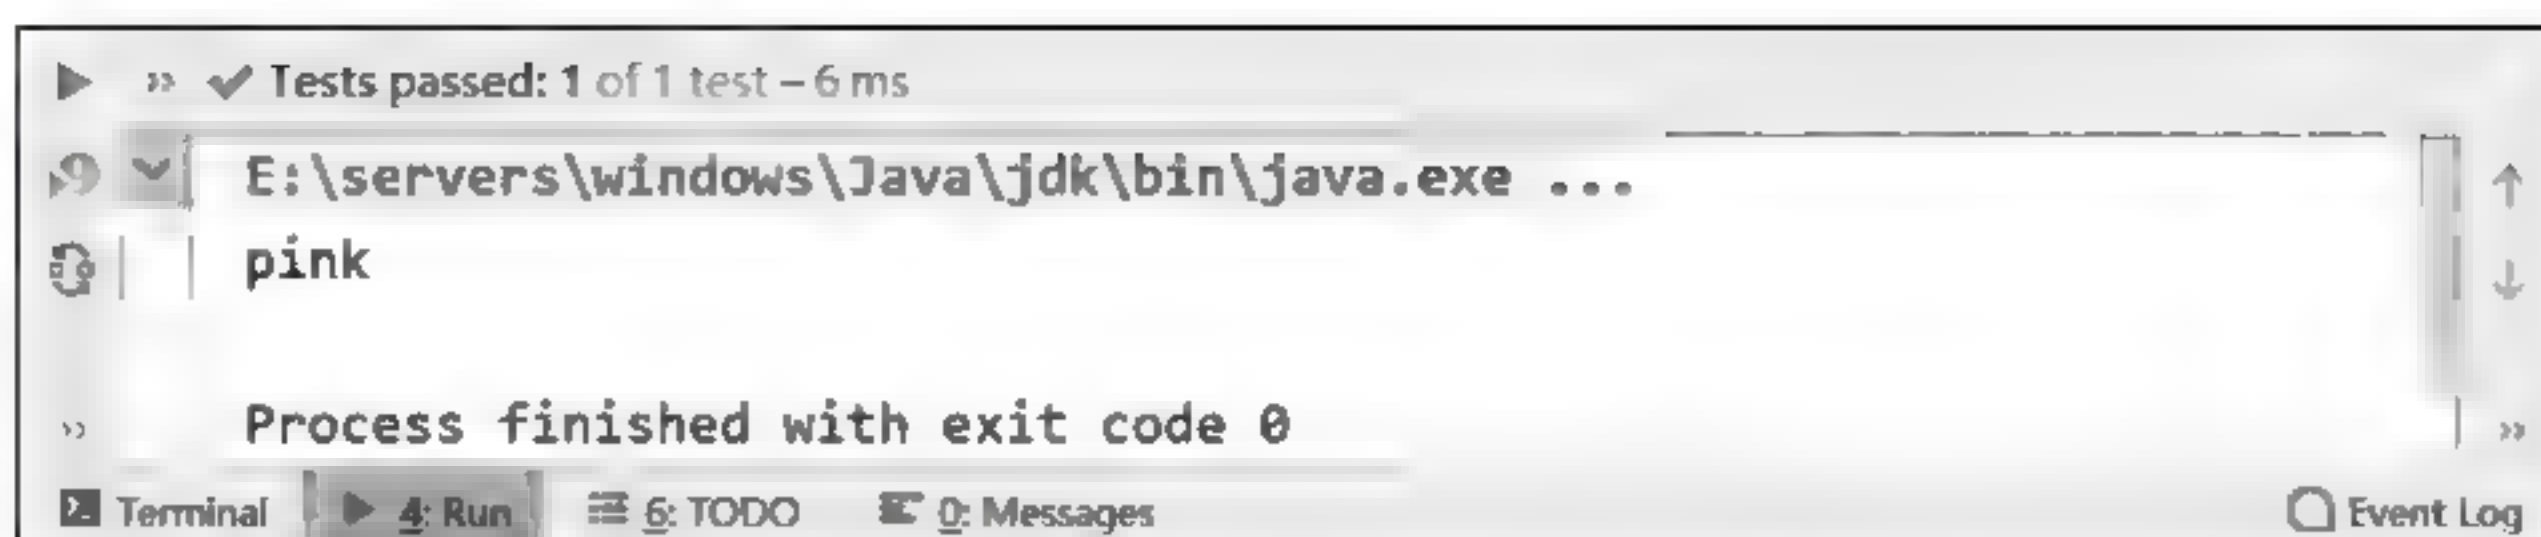 Tests passed: 1 of 1 test – 6 ms
E:\servers\windows\Java\jdk\bin\java.exe ...
pink
Process finished with exit code 0
Terminal 4: Run 6: TODO 0: Messages Event Log